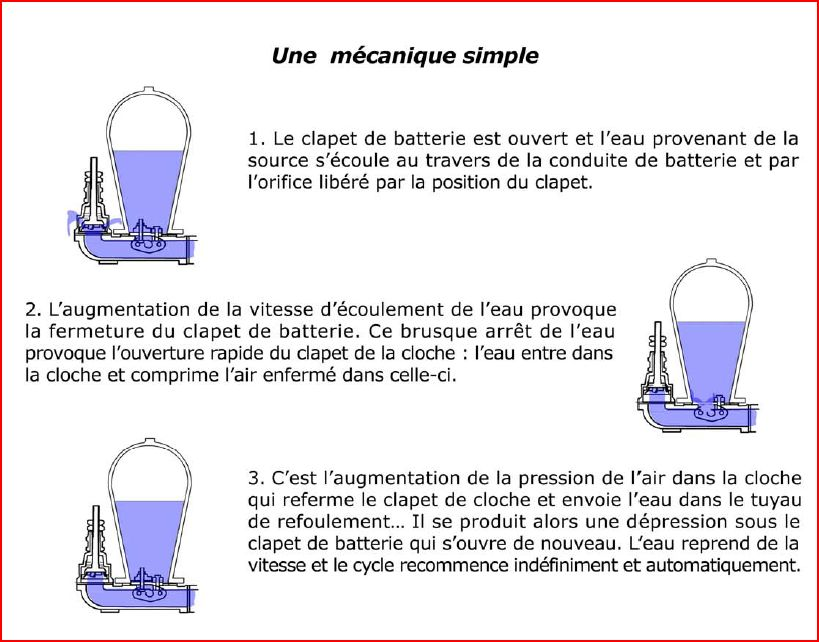 Une mécanique simple
1. Le clapet de batterie est ouvert et l’eau provenant de la
source s’écoule au travers de la conduite de batterie et par
l’orifice libéré par la position du clapet.
2. L’augmentation de la vitesse d’écoulement de l’eau provoque
la fermeture du clapet de batterie. Ce brusque arrêt de l’eau
provoque l’ouverture rapide du clapet de la cloche : l’eau entre dans
la cloche et comprime l’air enfermé dans celle-ci.
3. C’est l’augmentation de la pression de l’air dans la cloche
qui referme le clapet de cloche et envoie l’eau dans le tuyau
de refoulement... Il se produit alors une dépression sous le
clapet de batterie qui s’ouvre de nouveau. L’eau reprend de la
vitesse et le cycle recommence indéfiniment et automatiquement.